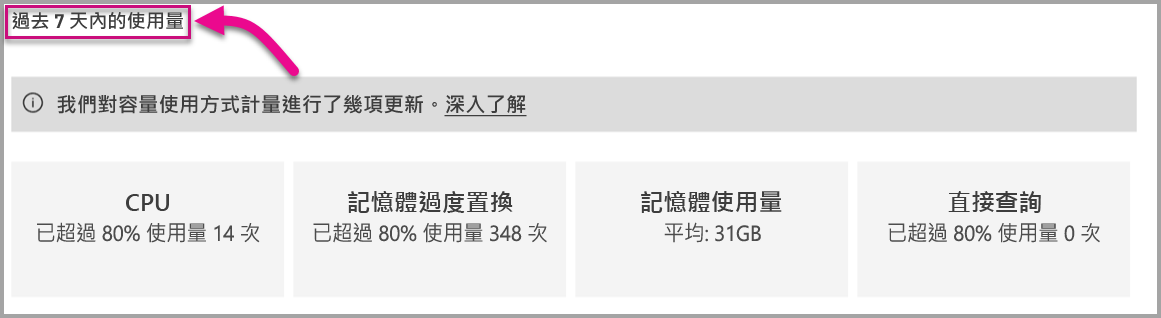 過去 7 天內的使用量
我們對容量使用方式計量進行了幾項更新。深入了解
CPU
已超過 80% 使用量 14 次
記憶體過度置換
已超過 80% 使用量 348 次
記憶體使用量
平均: 31GB
直接查詢
已超過 80% 使用量 0 次